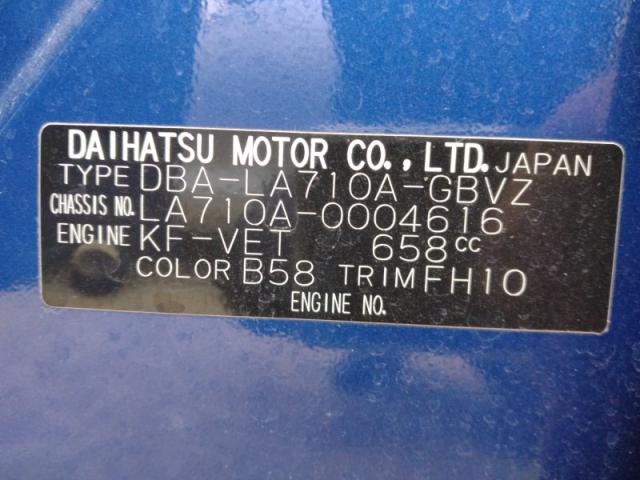 DAIHATSU MOTOR CO., LTD. JAPAN
TYPE DBA-LA710A-GBVZ
CHASSIS NO. LA710A-0004616
ENGINE KF-VET 658cc
COLOR B58 TRIM FH10
ENGINE NO.